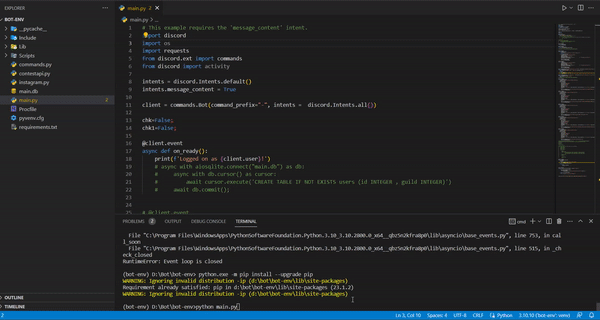 EXPLORER
BOT-ENV
__pycache__
Include
Lib
Scripts
commands.py
contestapi.py
instagram.py
main.db
main.py 2
Procfile
pyvenv.cfg
requirements.txt
OUTLINE
TIMELINE
main.py 2
main.py > ...
1 # This example requires the 'message_content' intent.
import discord
3 import os
4 import requests
5 from discord.ext import commands
6 from discord import activity
7
8 intents = discord.Intents.default()
9 intents.message_content = True
10
11 client = commands.Bot(command_prefix="-", intents = discord.Intents.all())
12
13 chk=False;
14 chk1=False;
15
16 @client.event
17 async def on_ready():
18 print(f'Logged on as {client.user}!')
19 # async with aiosqlite.connect("main.db") as db:
20 # async with db.cursor() as cursor:
21 # await cursor.execute('CREATE TABLE IF NOT EXISTS users (id INTEGER , guild INTEGER)')
22 # await db.commit();
23
24 # @client.event
PROBLEMS 2 OUTPUT DEBUG CONSOLE TERMINAL
cmd
File "C:\Program Files\WindowsApps\PythonSoftwareFoundation.Python.3.10_3.10.2800.0_x64__qbz5n2kfra8p0\lib\asyncio\base_events.py", line 753, in cal
l_soon
File "C:\Program Files\WindowsApps\PythonSoftwareFoundation.Python.3.10_3.10.2800.0_x64__qbz5n2kfra8p0\lib\asyncio\base_events.py", line 515, in _ch
eck_closed
RuntimeError: Event loop is closed
(bot-env) D:\Bot\bot-env> python.exe -m pip install --upgrade pip
WARNING: Ignoring invalid distribution -ip (d:\bot\bot-env\lib\site-packages)
Requirement already satisfied: pip in d:\bot\bot-env\lib\site-packages (23.1.2)
WARNING: Ignoring invalid distribution -ip (d:\bot\bot-env\lib\site-packages)
(bot-env) D:\Bot\bot-env>python main.py
2 0
Ln 3, Col 10 Spaces: 4 UTF-8 CRLF Python 3.10.10 ('bot-env': venv)